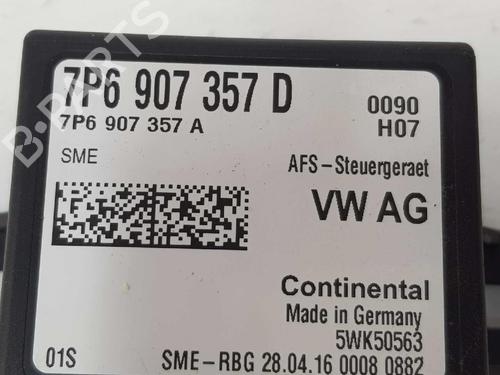 7P6 907 357 D
7P6 907 357 A
0090
H07
SME
AFS-Steuergeraet
VW AG
Continental
Made in Germany
5WK50563
01S
SME-RBG 28.04.16 0008 0882
B-PARTS